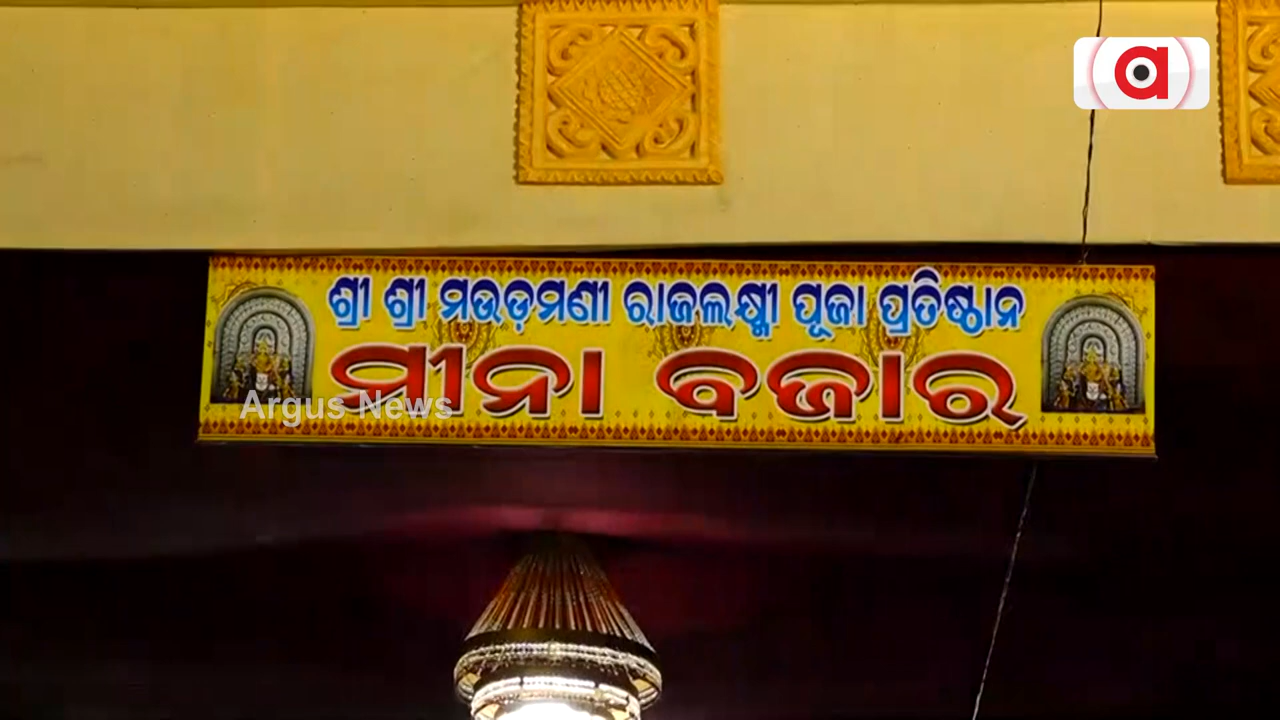 ଶ୍ରୀ ଶ୍ରୀ ମଉଡ଼ମଣୀ ରାଜଲକ୍ଷ୍ମୀ ପୂଜା ପ୍ରତିଷ୍ଠାନ
ମୀନା ବଜାର
Argus News